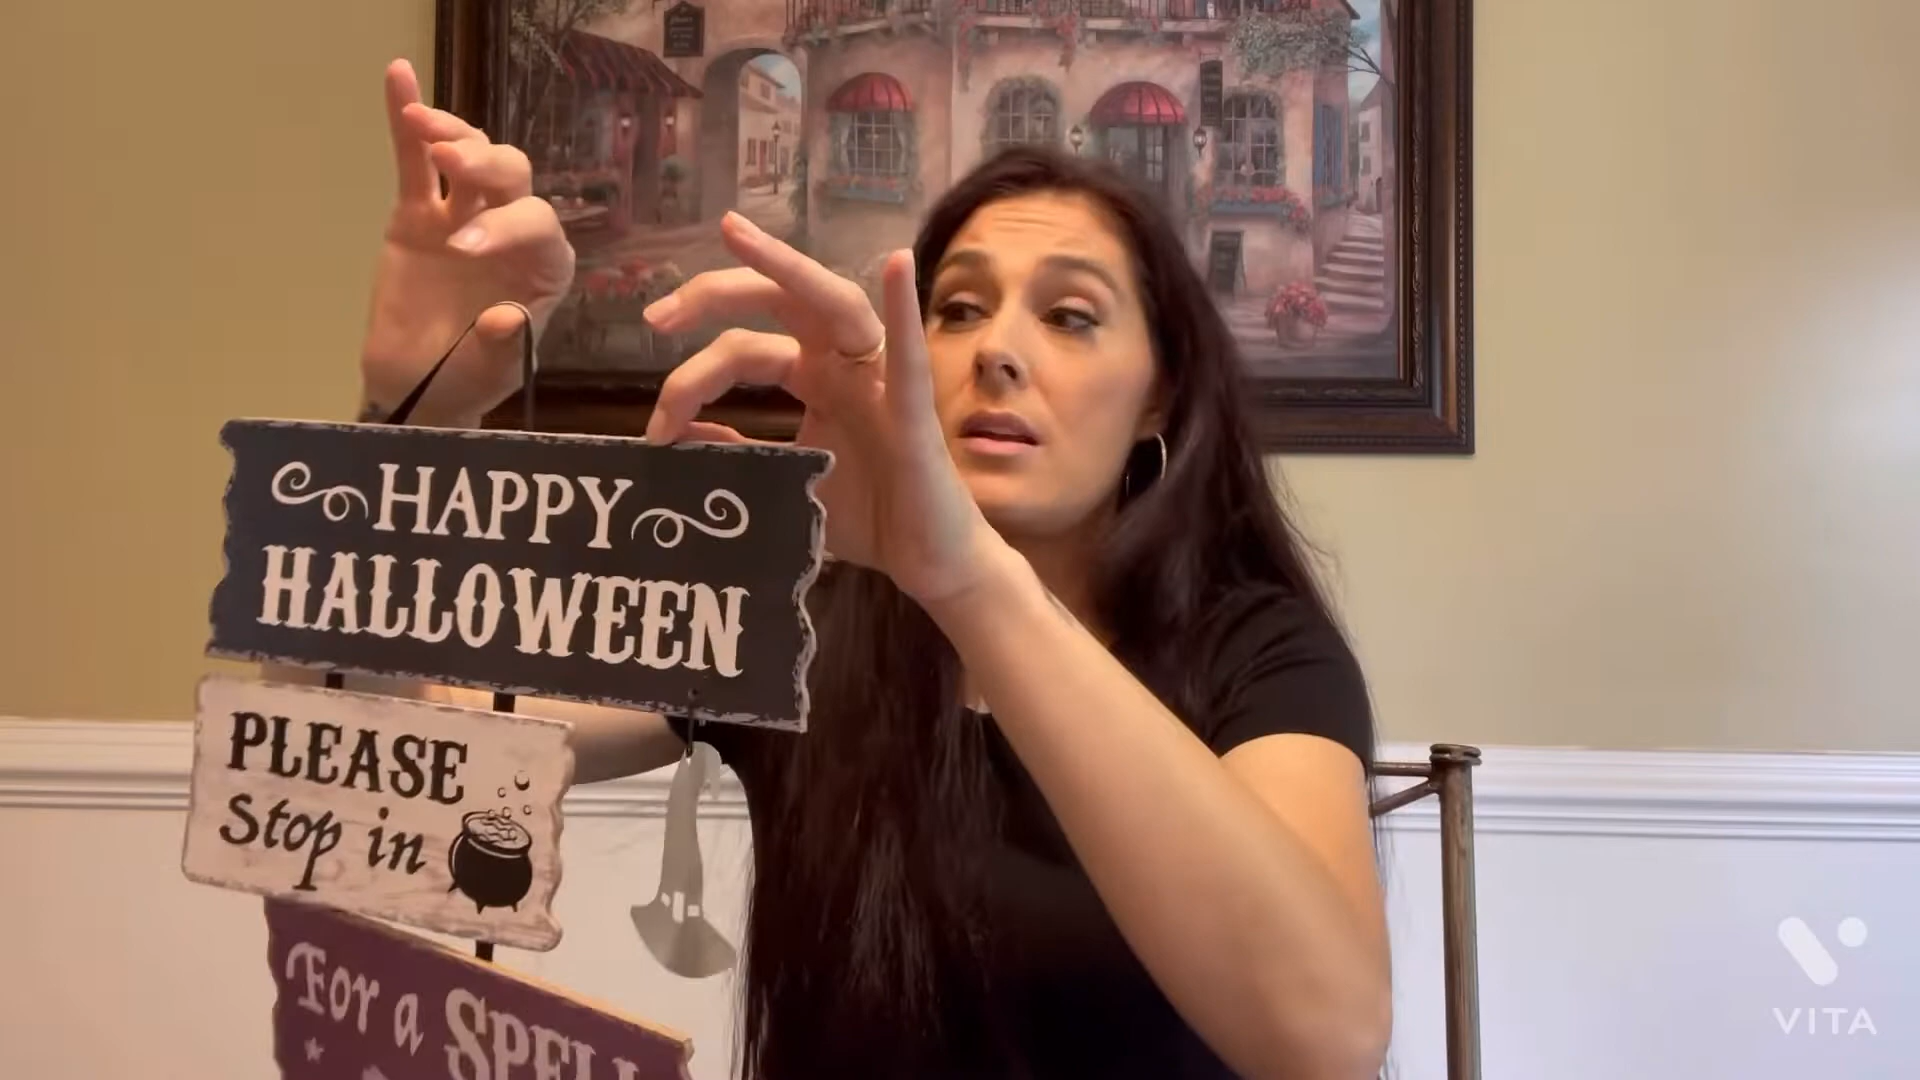 HAPPY
HALLOWEEN
PLEASE
Stop in
For a SPELL
VITA